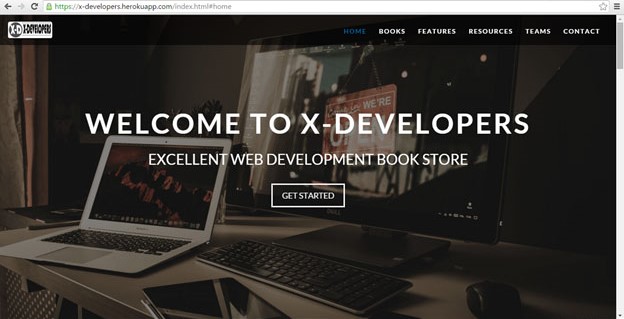 https://x-developers.herokuapp.com/index.html#home
X-DEVELOPERS
HOME BOOKS FEATURES RESOURCES TEAMS CONTACT
WE'RE
WELCOME TO X-DEVELOPERS
EXCELLENT WEB DEVELOPMENT BOOK STORE
GET STARTED
DELL